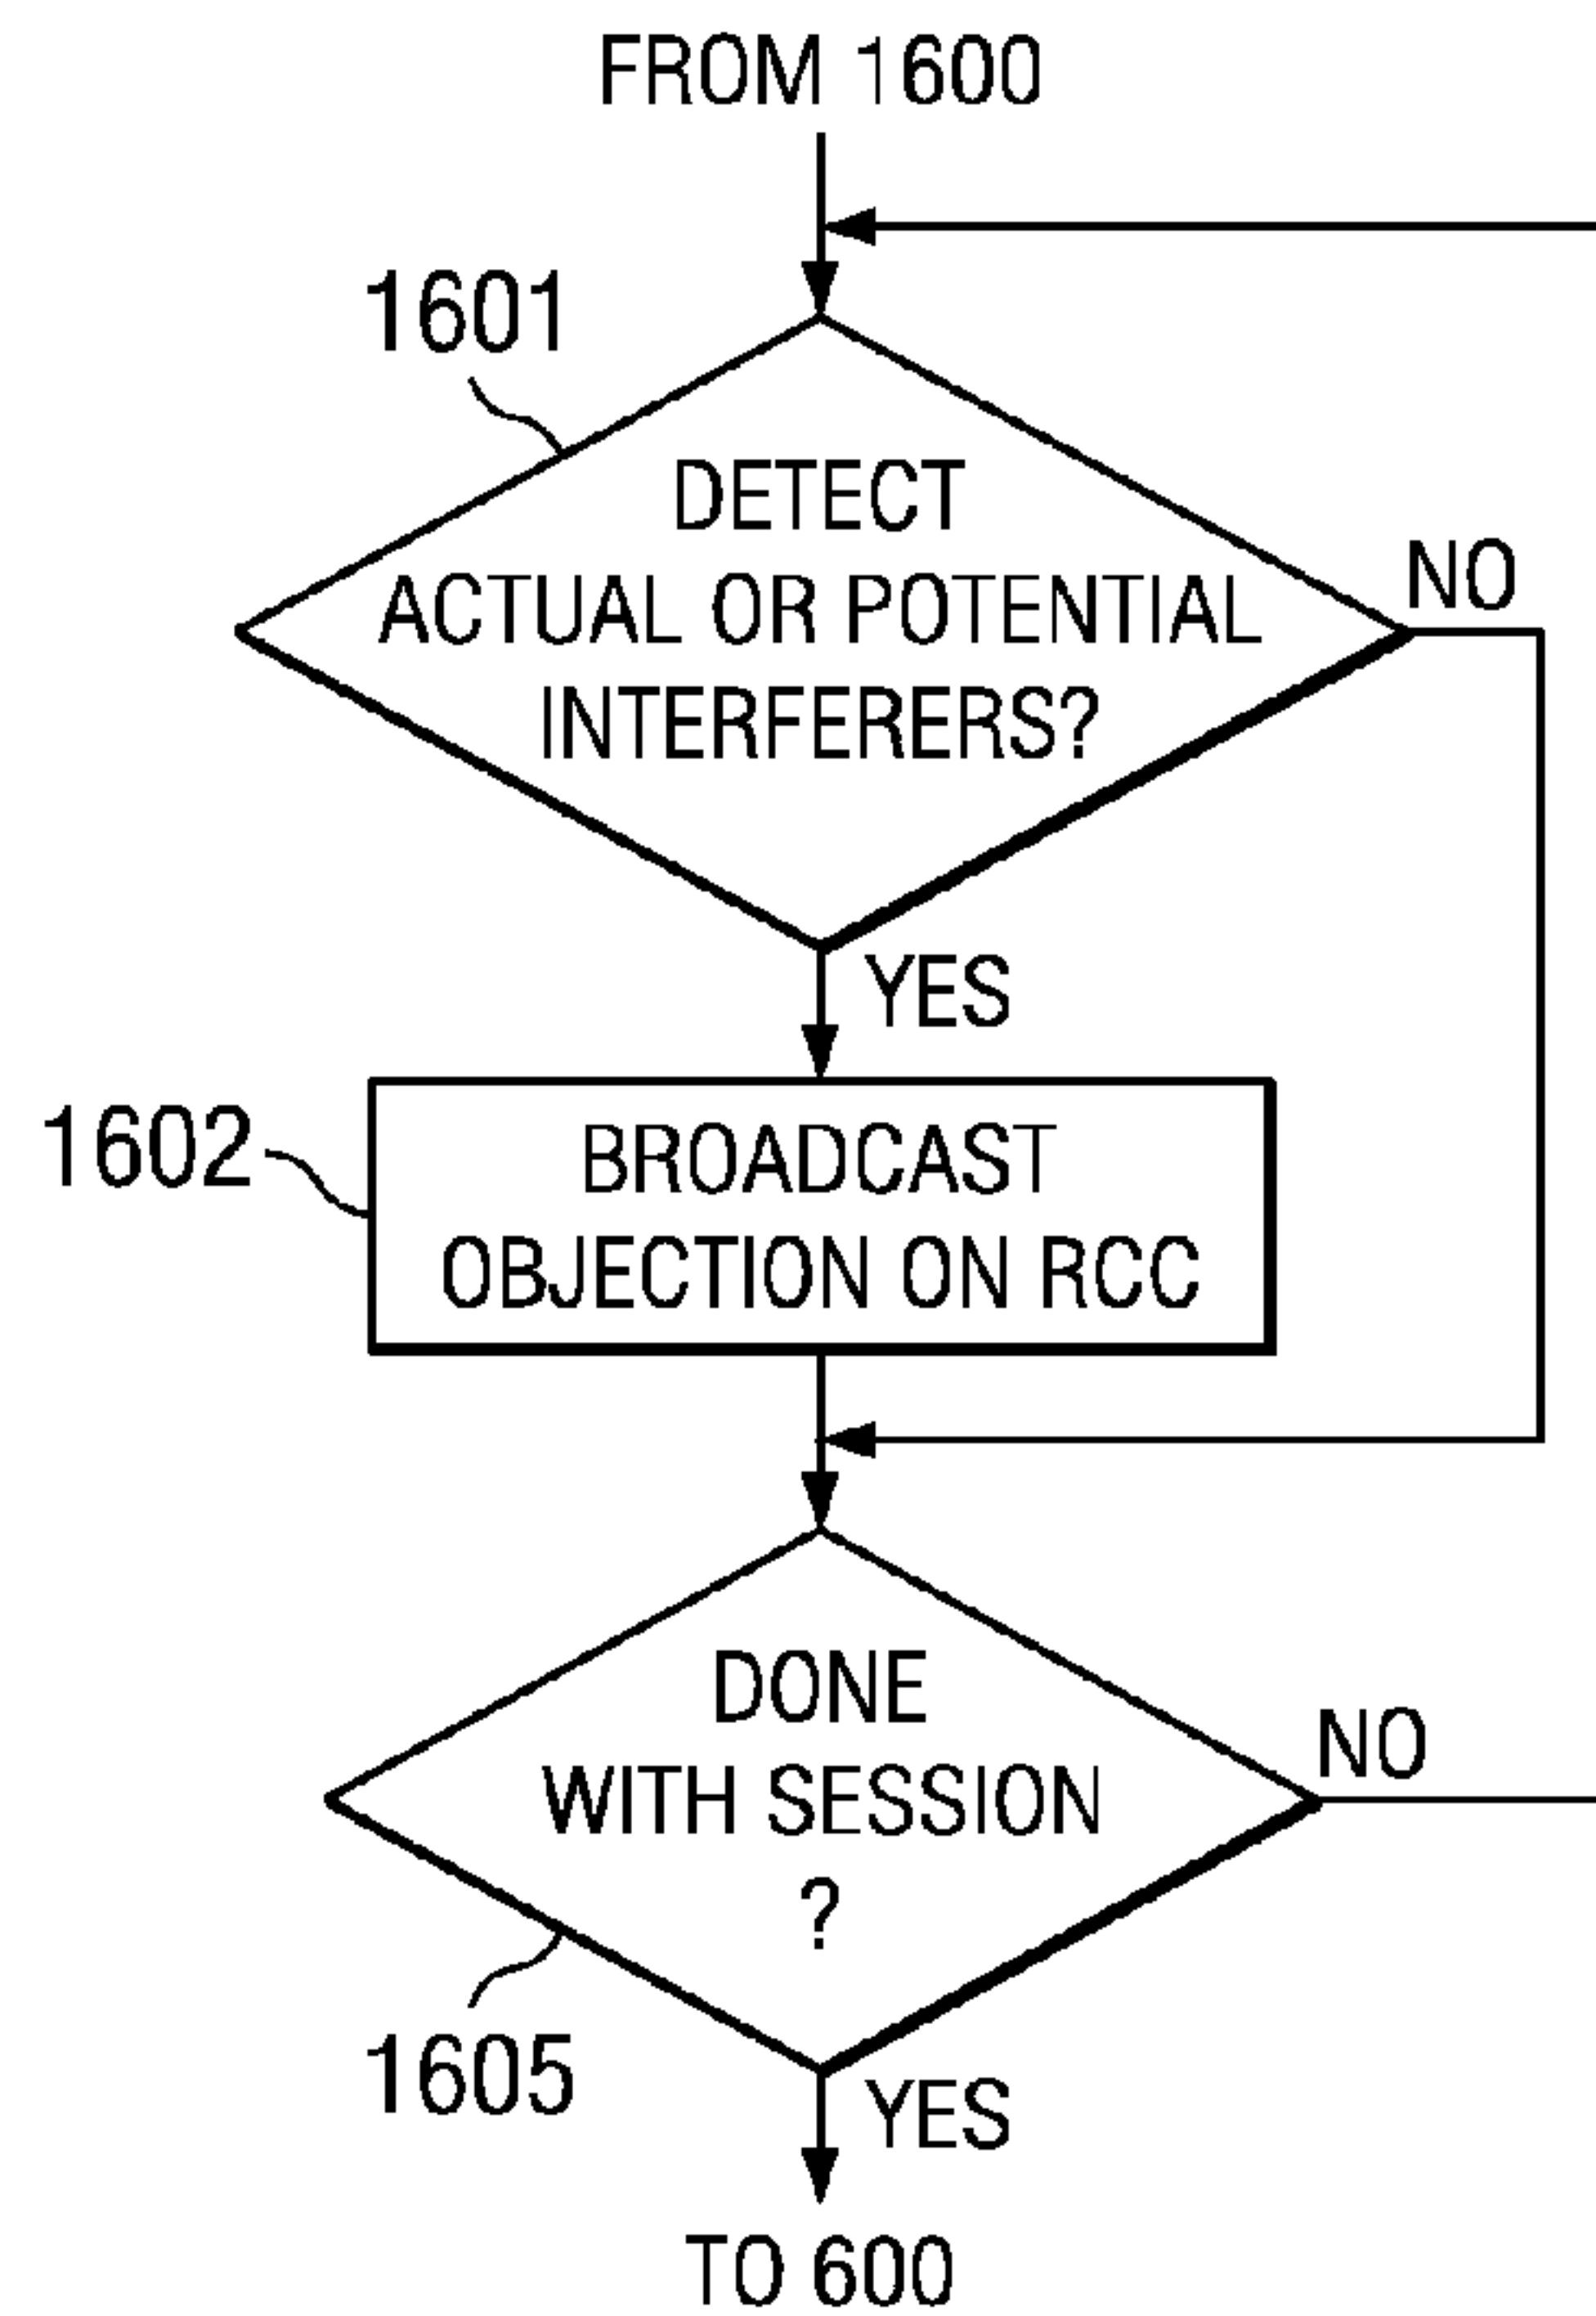 FROM 1600
1601
DETECT
ACTUAL OR POTENTIAL
INTERFERERS?
NO
YES
1602
BROADCAST
OBJECTION ON RCC
DONE
WITH SESSION
?
NO
1605
YES
TO 600